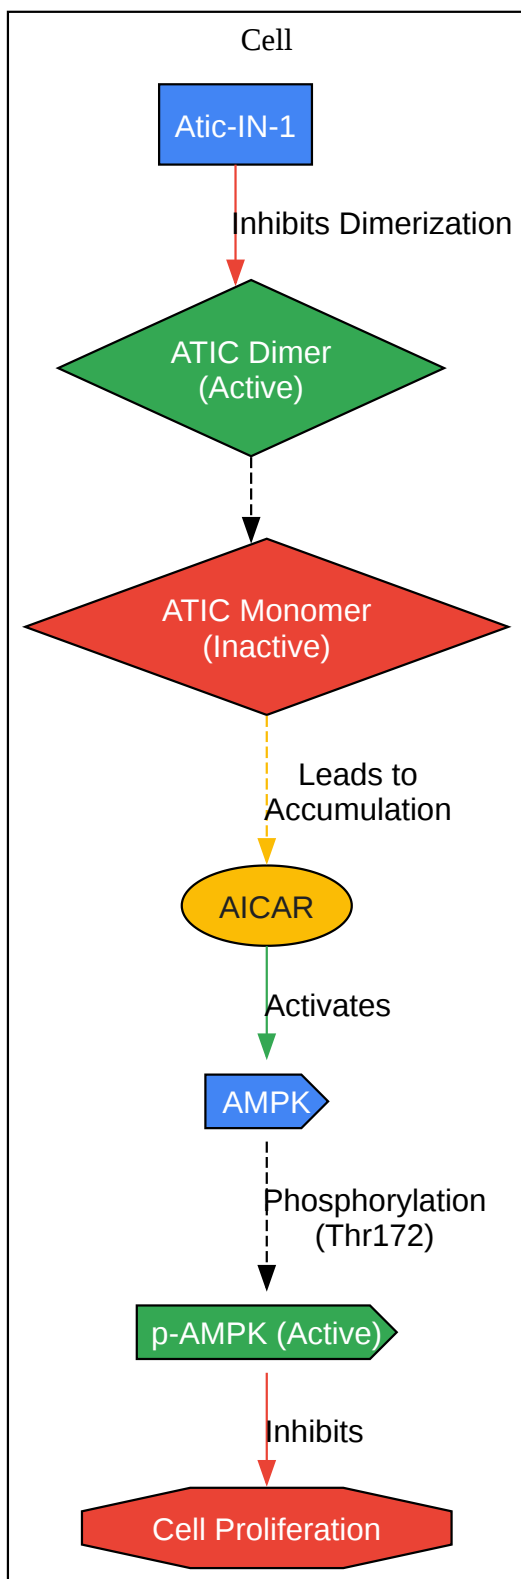 Cell
Atic-IN-1
Inhibits Dimerization
ATIC Dimer
(Active)
ATIC Monomer
(Inactive)
Leads to
Accumulation
AICAR
Activates
AMPK
Phosphorylation
(Thr172)
p-AMPK (Active)
Inhibits
Cell Proliferation